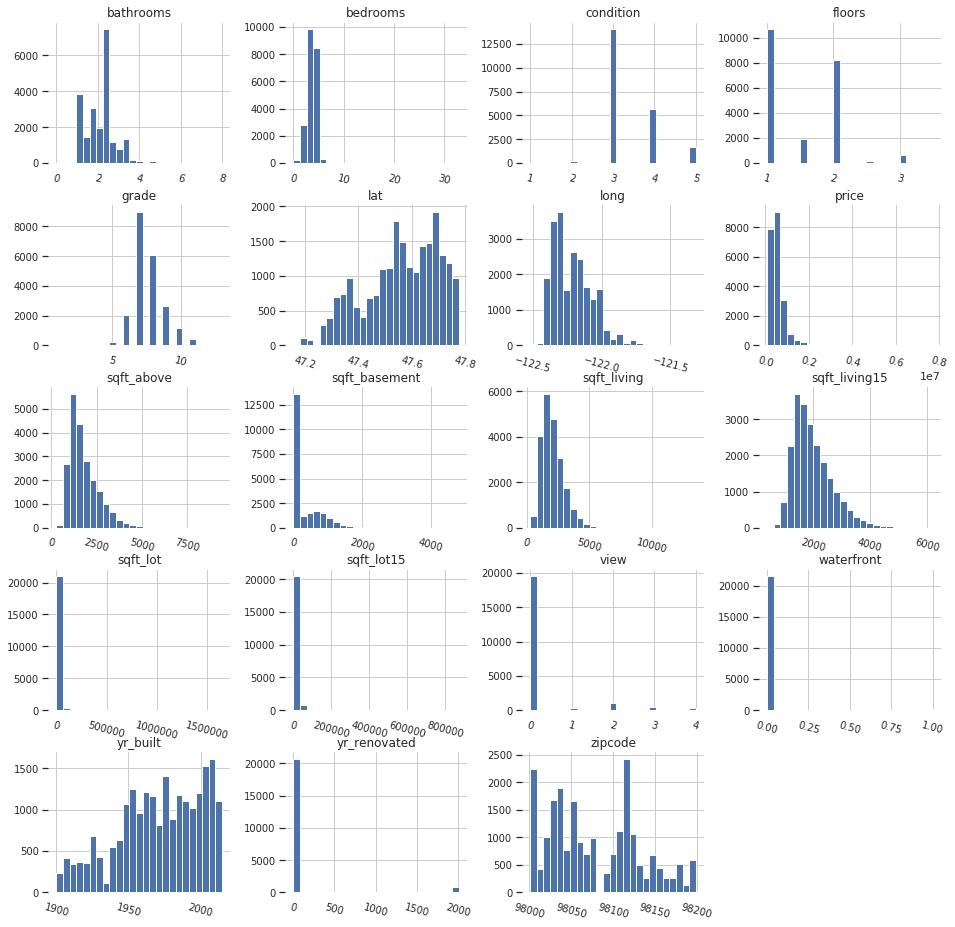 bathrooms bedrooms condition floors
6000 4000 2000 0
0 2 4 6 8
10000 8000 6000 4000 2000 0
0 10 20 30
12500 10000 7500 5000 2500 0
1 2 3 4 5
10000 8000 6000 4000 2000 0
1 2 3
grade lat long price
8000 6000 4000 2000 0
5 10
2000 1500 1000 500 0
47.2 47.4 47.6 47.8
3000 2000 1000 0
−122.5 −122.0 −121.5
8000 6000 4000 2000 0
0.0 0.2 0.4 0.6 0.8
1e7
sqft_above sqft_basement sqft_living sqft_living15
5000 4000 3000 2000 1000 0
0 2500 5000 7500
12500 10000 7500 5000 2500 0
0 2000 4000
6000 4000 2000 0
0 5000 10000
3000 2000 1000 0
2000 4000 6000
sqft_lot sqft_lot15 view waterfront
20000 15000 10000 5000 0
0 500000 1000000 1500000
20000 15000 10000 5000 0
0 200000 400000 600000 800000
20000 15000 10000 5000 0
0 1 2 3 4
20000 15000 10000 5000 0
0.00 0.25 0.50 0.75 1.00
yr_built yr_renovated zipcode
1500 1000 500 0
1900 1950 2000
20000 15000 10000 5000 0
0 500 1000 1500 2000
2500 2000 1500 1000 500 0
98000 98050 98100 98150 98200